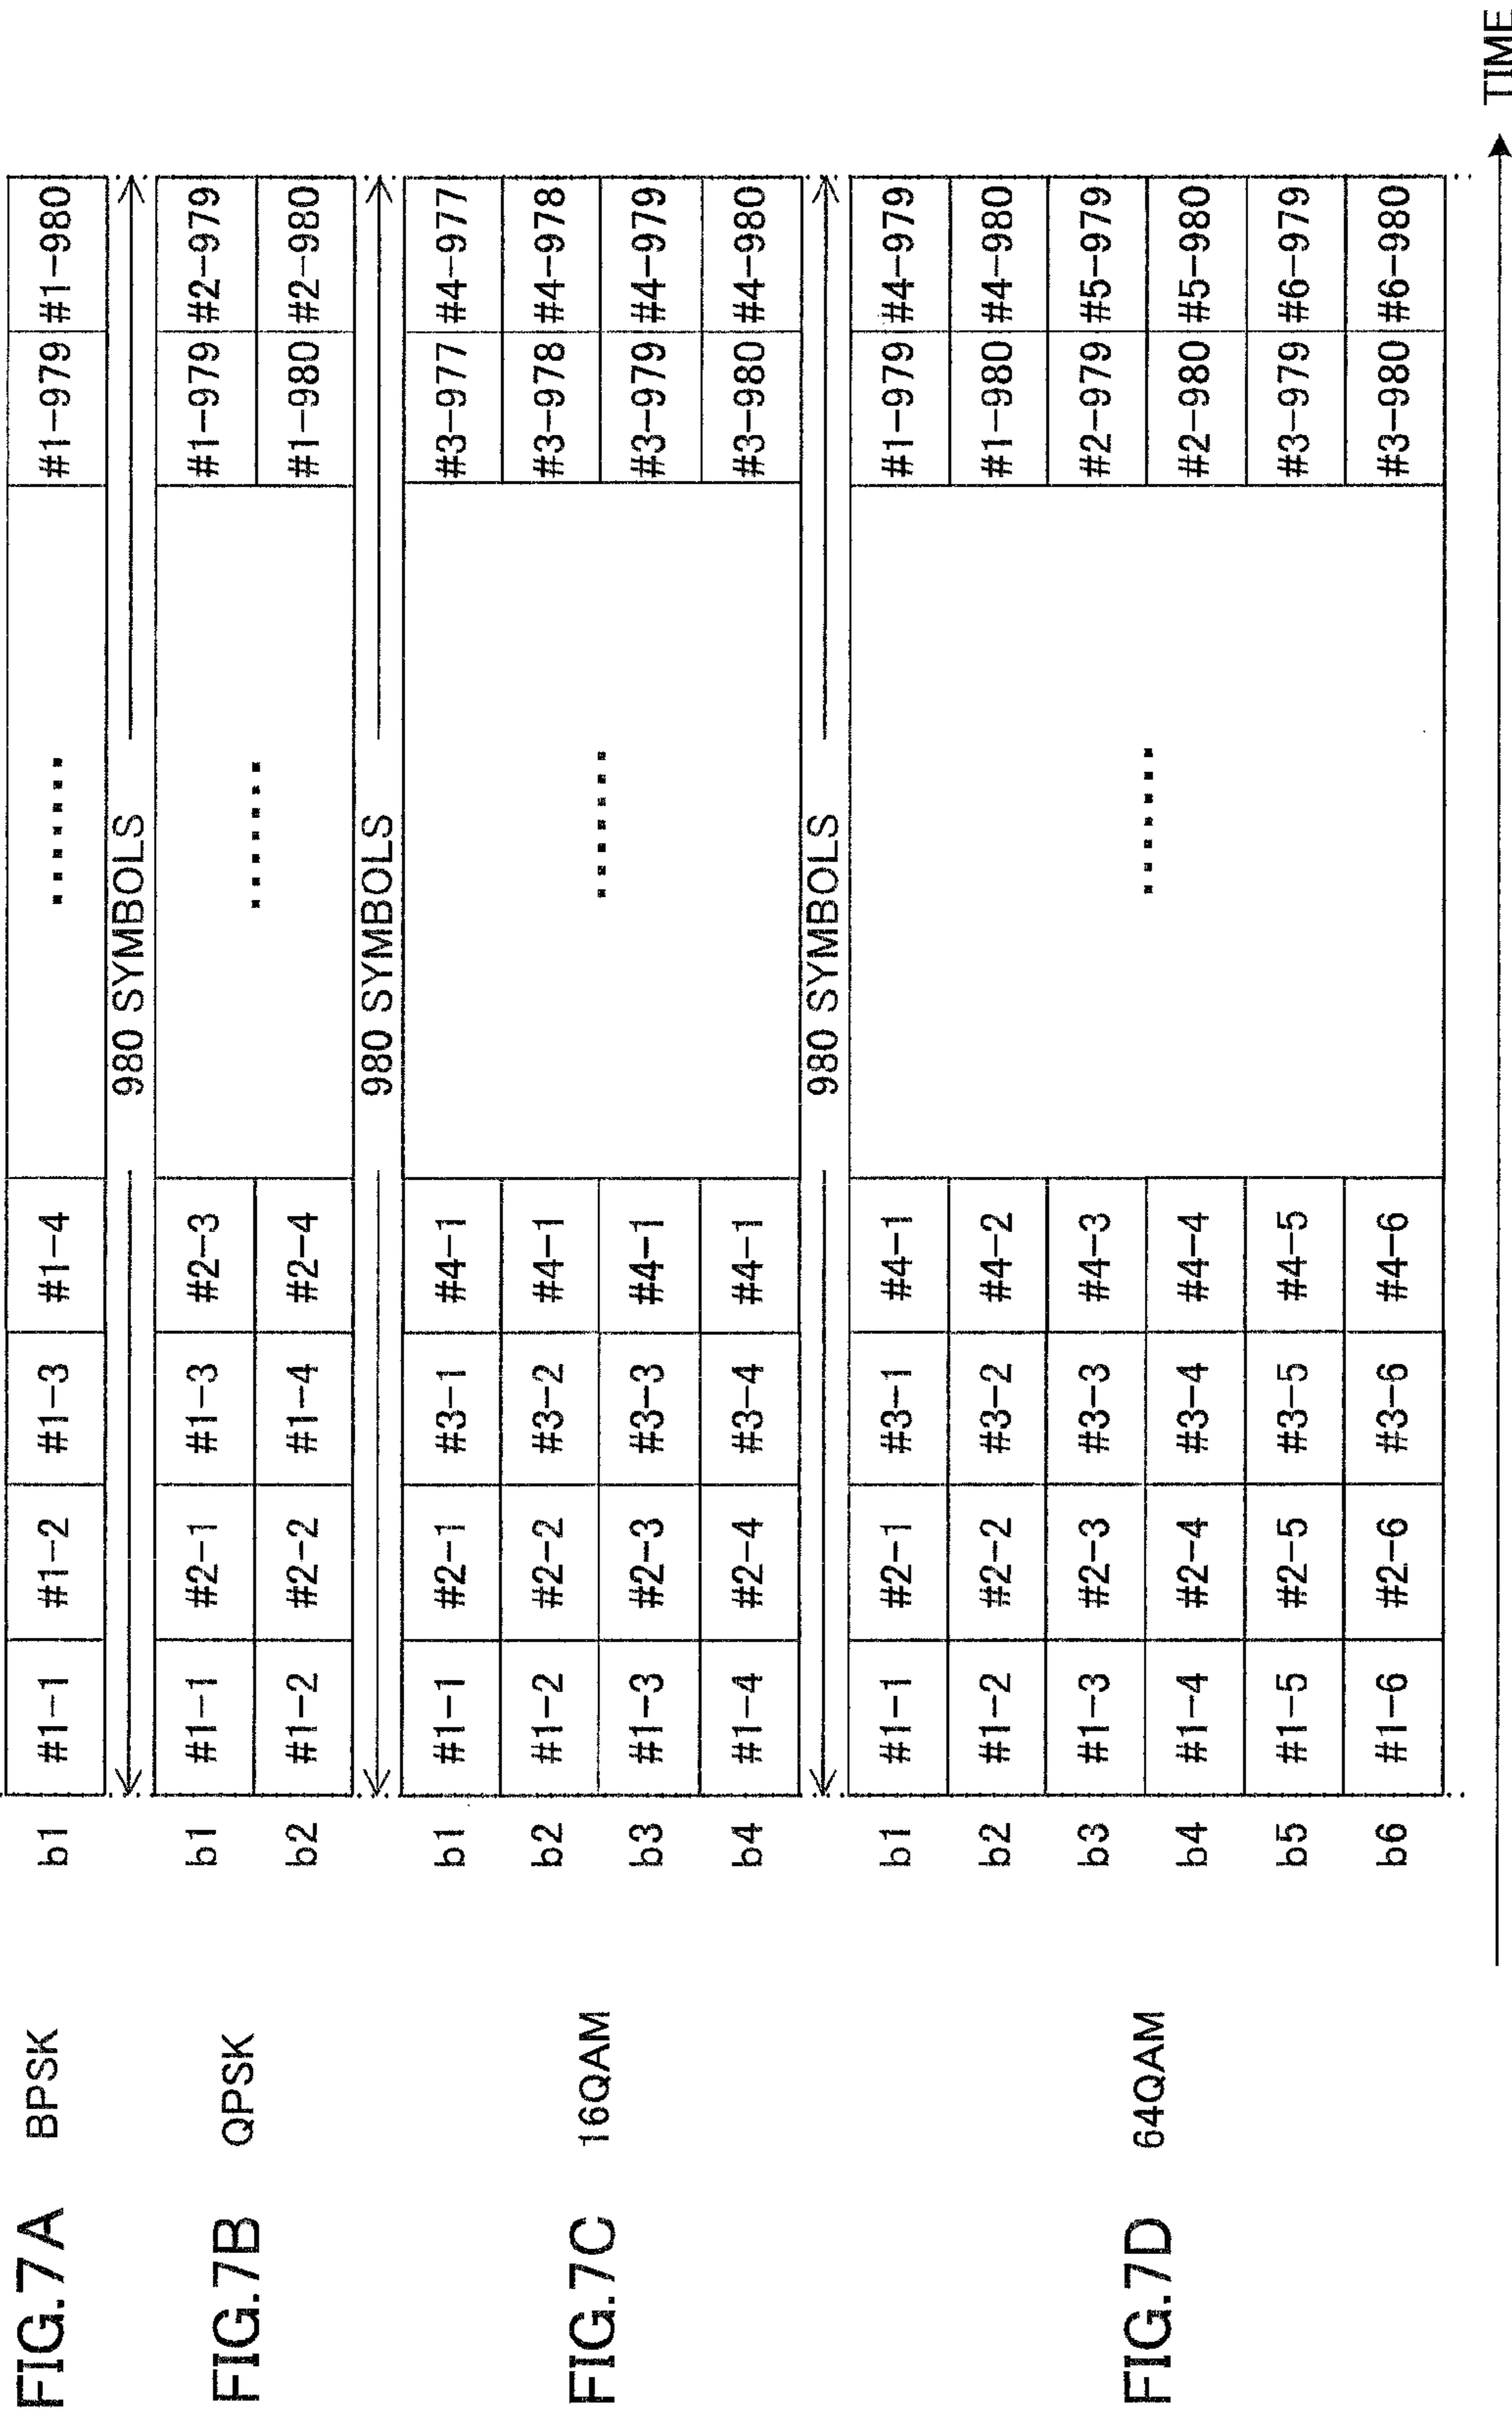 FIG.7A BPSK
b1 #1-1 #1-2 #1-3 #1-4 ....... #1-979 #1-980
980 SYMBOLS
FIG.7B QPSK
b1 #1-1 #2-1 #1-3 #2-3 ....... #1-979 #2-979
b2 #1-2 #2-2 #1-4 #2-4 #1-980 #2-980
980 SYMBOLS
FIG.7C 16QAM
b1 #1-1 #2-1 #3-1 #4-1 ....... #3-977 #4-977
b2 #1-2 #2-2 #3-2 #4-1 #3-978 #4-978
b3 #1-3 #2-3 #3-3 #4-1 #3-979 #4-979
b4 #1-4 #2-4 #3-4 #4-1 #3-980 #4-980
980 SYMBOLS
FIG.7D 64QAM
b1 #1-1 #2-1 #3-1 #4-1 ....... #1-979 #4-979
b2 #1-2 #2-2 #3-2 #4-2 #1-980 #4-980
b3 #1-3 #2-3 #3-3 #4-3 #2-979 #5-979
b4 #1-4 #2-4 #3-4 #4-4 #2-980 #5-980
b5 #1-5 #2-5 #3-5 #4-5 #3-979 #6-979
b6 #1-6 #2-6 #3-6 #4-6 #3-980 #6-980
TIME